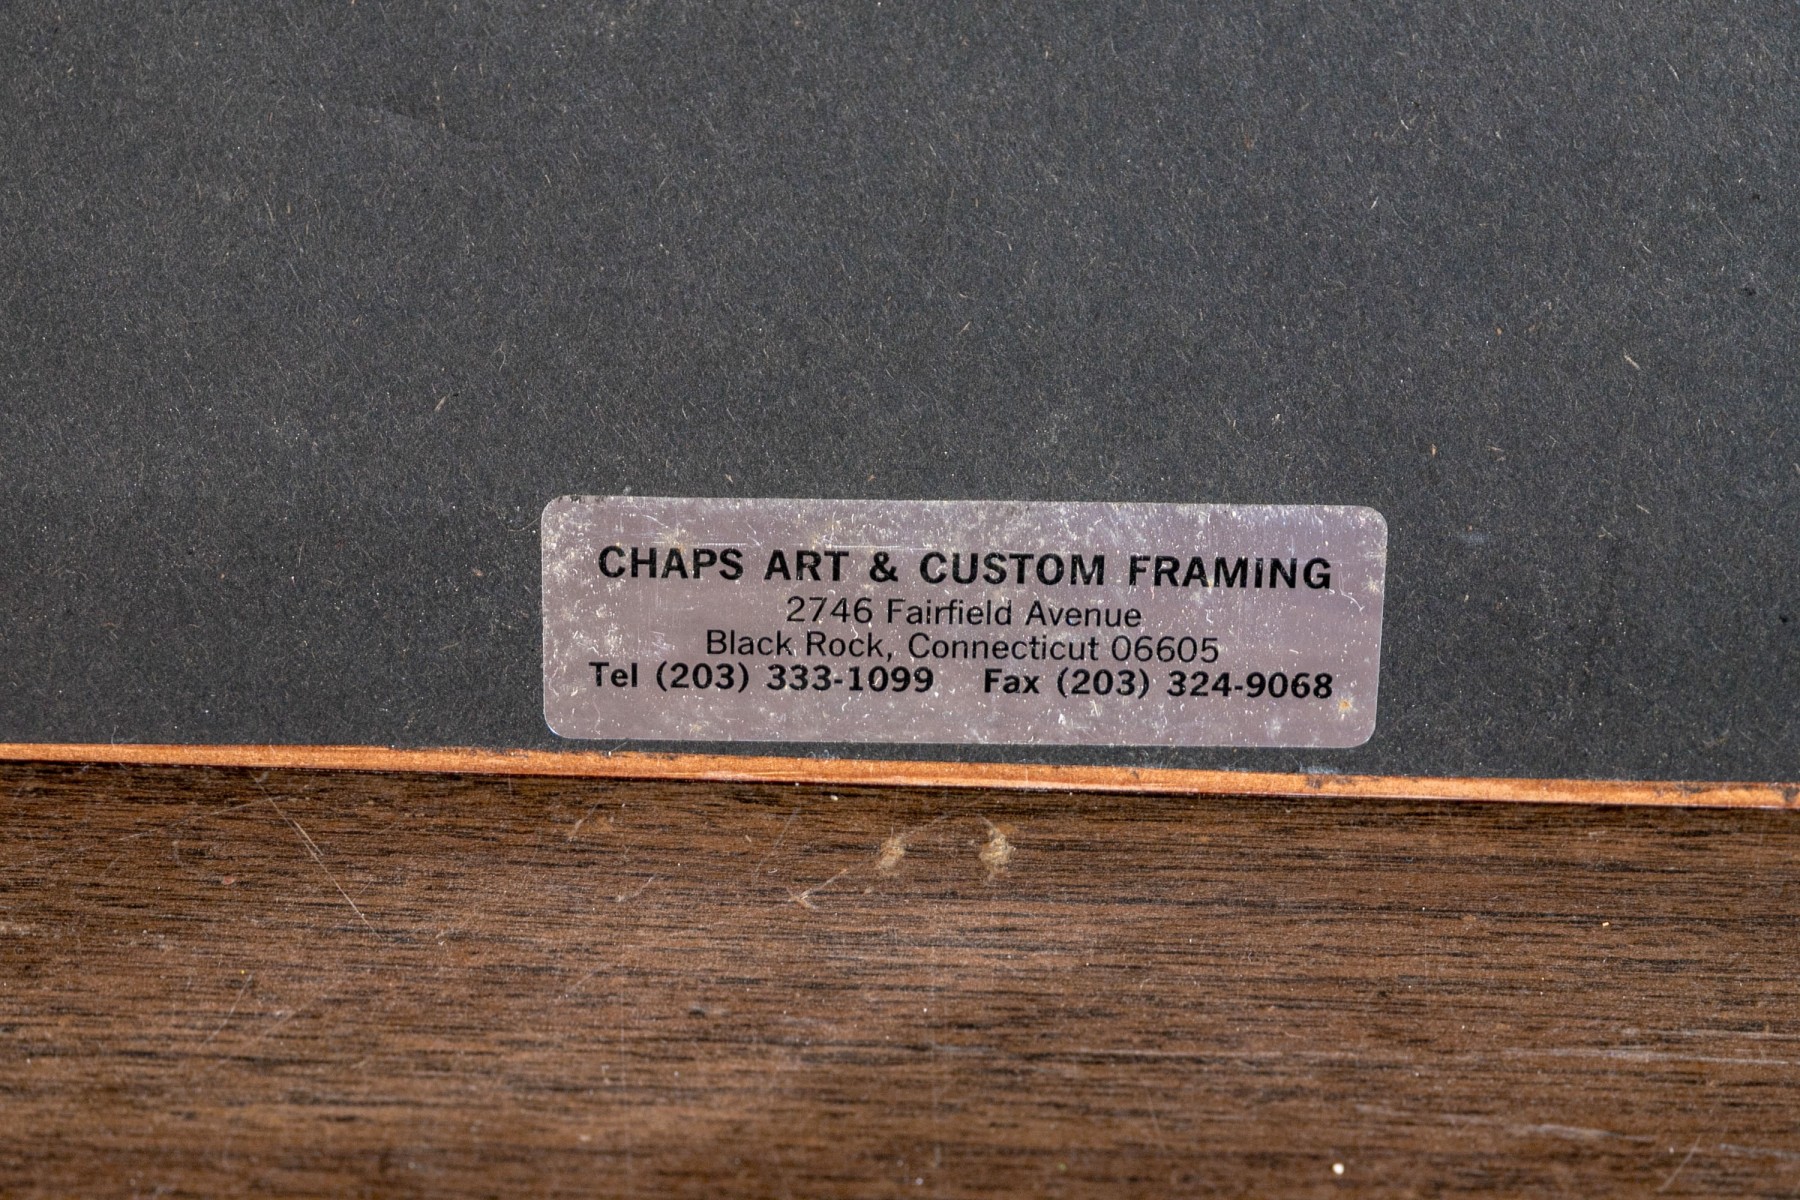 CHAPS ART & CUSTOM FRAMING
2746 Fairfield Avenue
Black Rock, Connecticut 06605
Tel (203) 333-1099 Fax (203) 324-9068